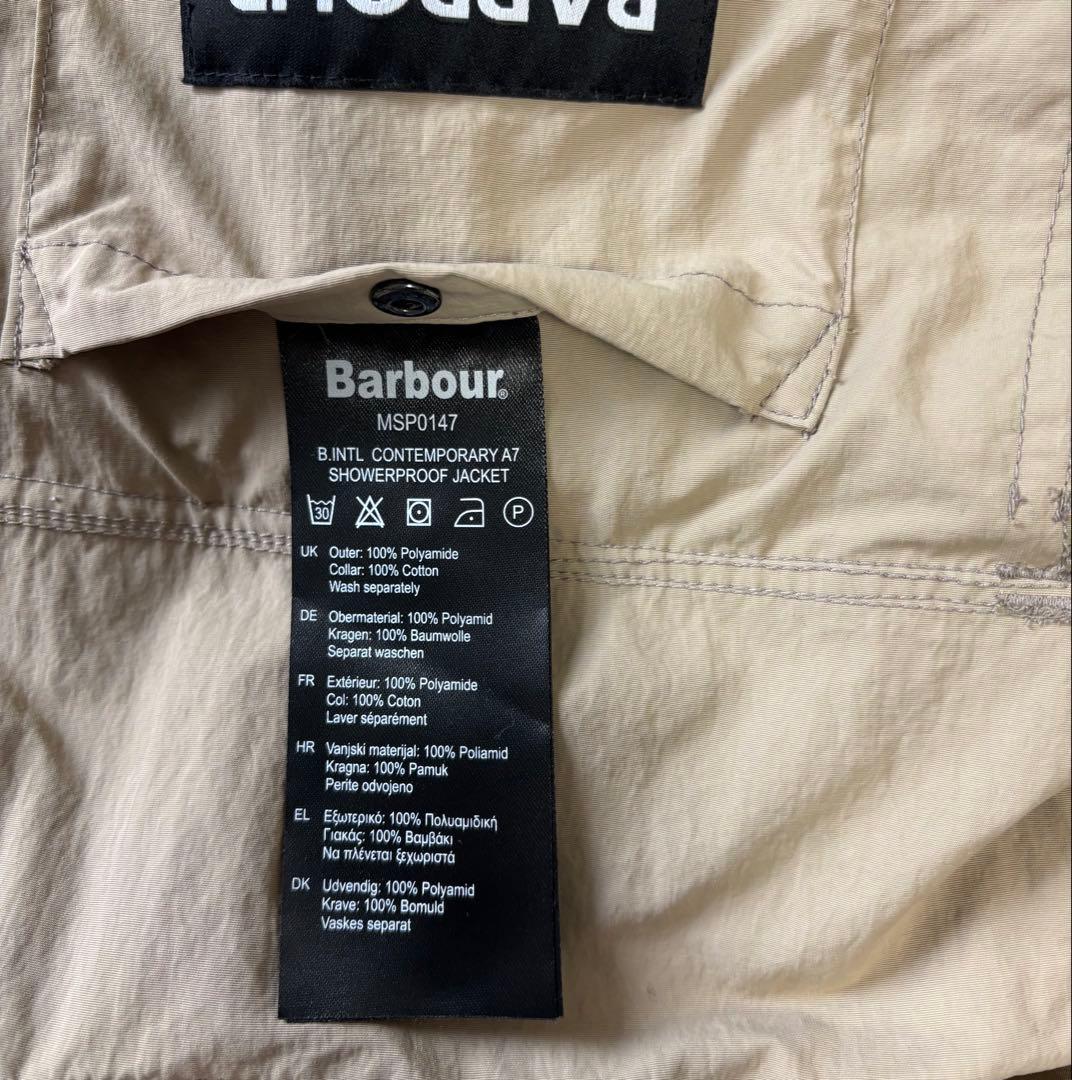 BARBOUR
Barbour®
MSP0147
B.INTL CONTEMPORARY A7
SHOWERPROOF JACKET
30
P
UK Outer: 100% Polyamide
Collar: 100% Cotton
Wash separately
DE Obermaterial: 100% Polyamid
Kragen: 100% Baumwolle
Separat waschen
FR Extérieur: 100% Polyamide
Col: 100% Coton
Laver séparément
HR Vanjski materijal: 100% Poliamid
Kragna: 100% Pamuk
Perite odvojeno
EL Εξωτερικό: 100% Πολυαμιδική
Γιακάς: 100% Βαμβάκι
Να πλένεται ξεχωριστά
DK Udvendig: 100% Polyamid
Krave: 100% Bomuld
Vaskes separat